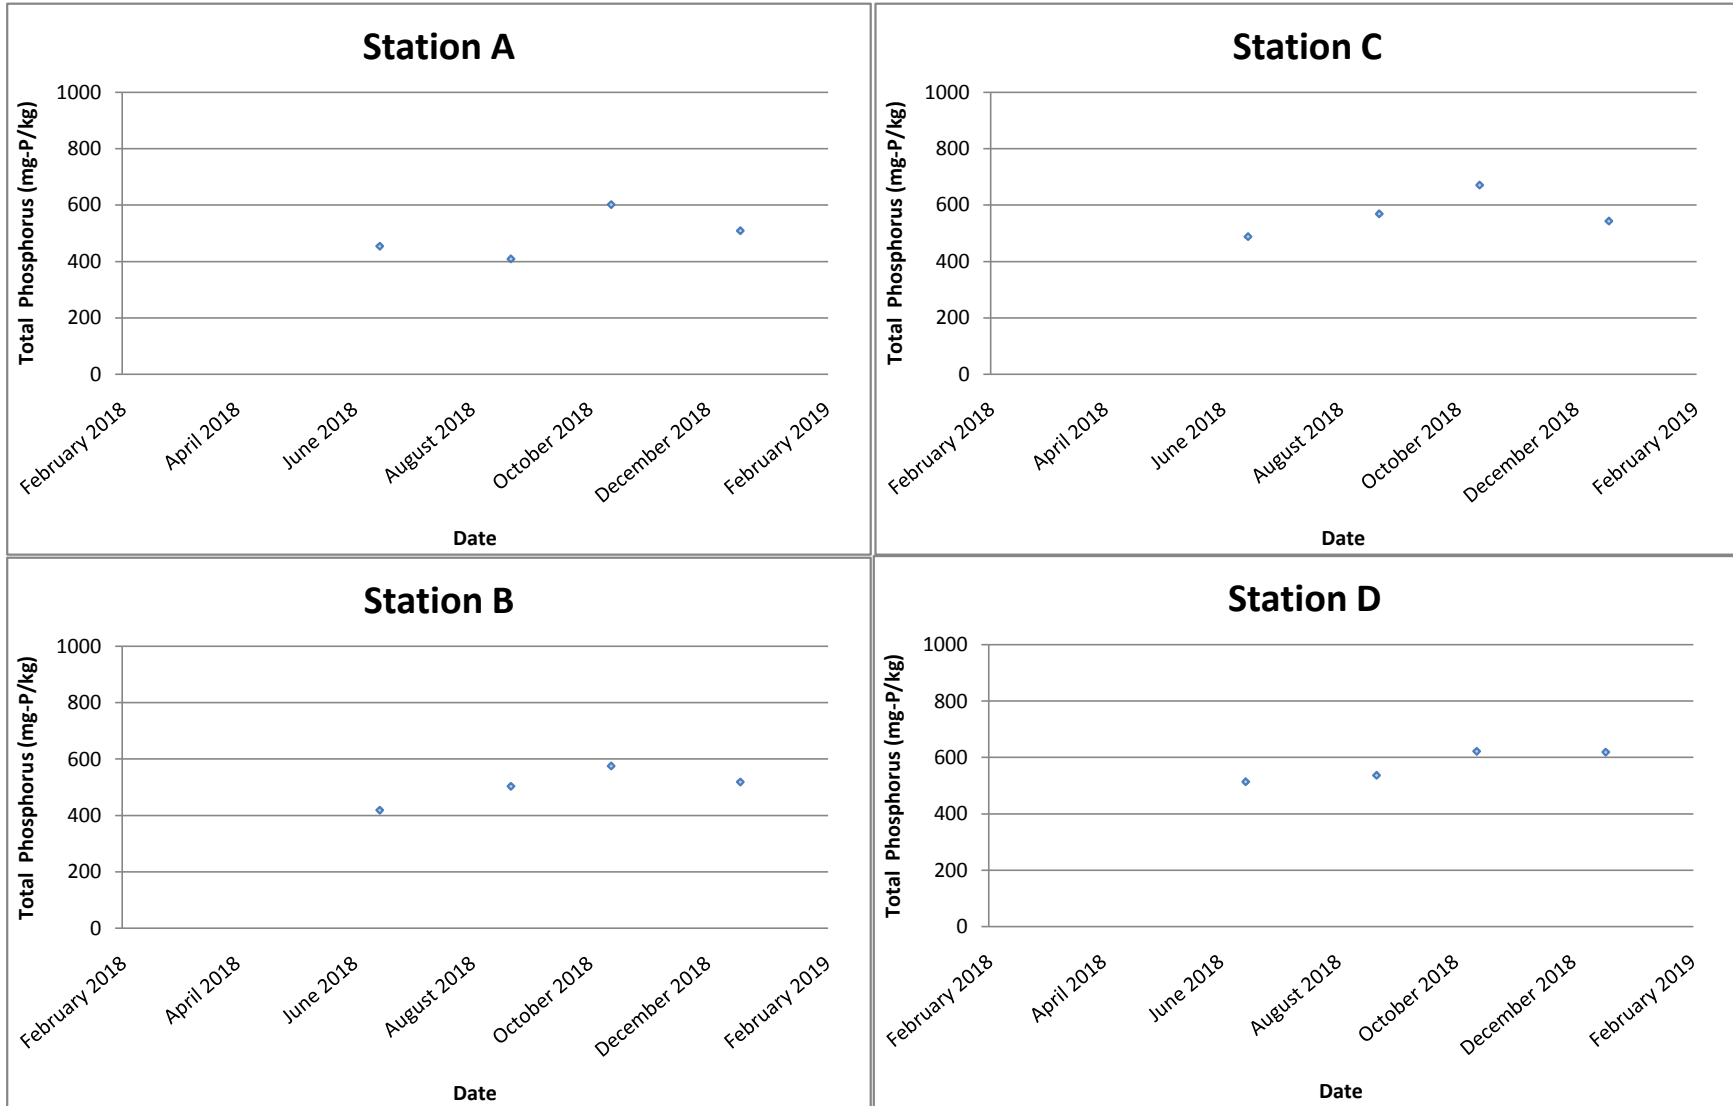 Station A
Total Phosphorus (mg-P/kg)
1000
800
600
400
200
0
February 2018
April 2018
June 2018
August 2018
October 2018
December 2018
February 2019
Date
Station C
Total Phosphorus (mg-P/kg)
1000
800
600
400
200
0
February 2018
April 2018
June 2018
August 2018
October 2018
December 2018
February 2019
Date
Station B
Total Phosphorus (mg-P/kg)
1000
800
600
400
200
0
February 2018
April 2018
June 2018
August 2018
October 2018
December 2018
February 2019
Date
Station D
Total Phosphorus (mg-P/kg)
1000
800
600
400
200
0
February 2018
April 2018
June 2018
August 2018
October 2018
December 2018
February 2019
Date